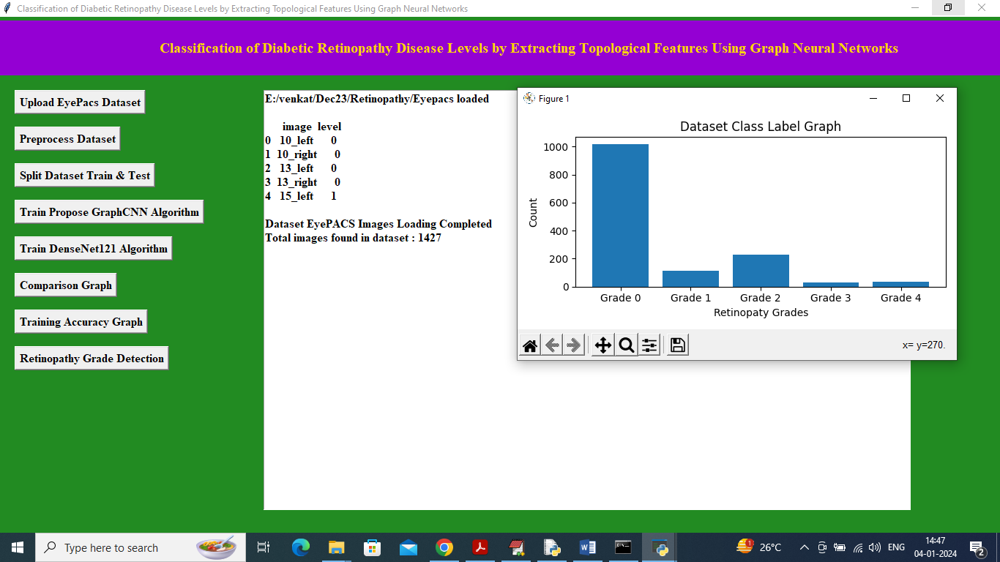 Classification of Diabetic Retinopathy Disease Levels by Extracting Topological Features Using Graph Neural Networks
Classification of Diabetic Retinopathy Disease Levels by Extracting Topological Features Using Graph Neural Networks
Upload EyePacs Dataset
Preprocess Dataset
Split Dataset Train & Test
Train Propose GraphCNN Algorithm
Train DenseNet121 Algorithm
Comparison Graph
Training Accuracy Graph
Retinopathy Grade Detection
E:/venkat/Dec23/Retinopathy/Eyepacs loaded
image level
0 10_left 0
1 10_right 0
2 13_left 0
3 13_right 0
4 15_left 1
Dataset EyePACS Images Loading Completed
Total images found in dataset : 1427
Figure 1
Dataset Class Label Graph
1000
800
600
400
200
0
Count
Grade 0 Grade 1 Grade 2 Grade 3 Grade 4
Retinopaty Grades
x= y=270.
Type here to search
1
26°C
ENG
14:47
04-01-2024
2